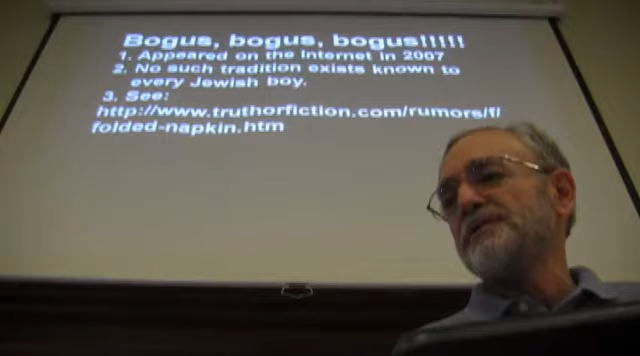 Bogus, bogus, bogus!!!!!
1. Appeared on the Internet in 2007
2. No such tradition exists known to
every Jewish boy.
3. See:
http://www.truthorfiction.com/rumors/f/
folded-napkin.htm